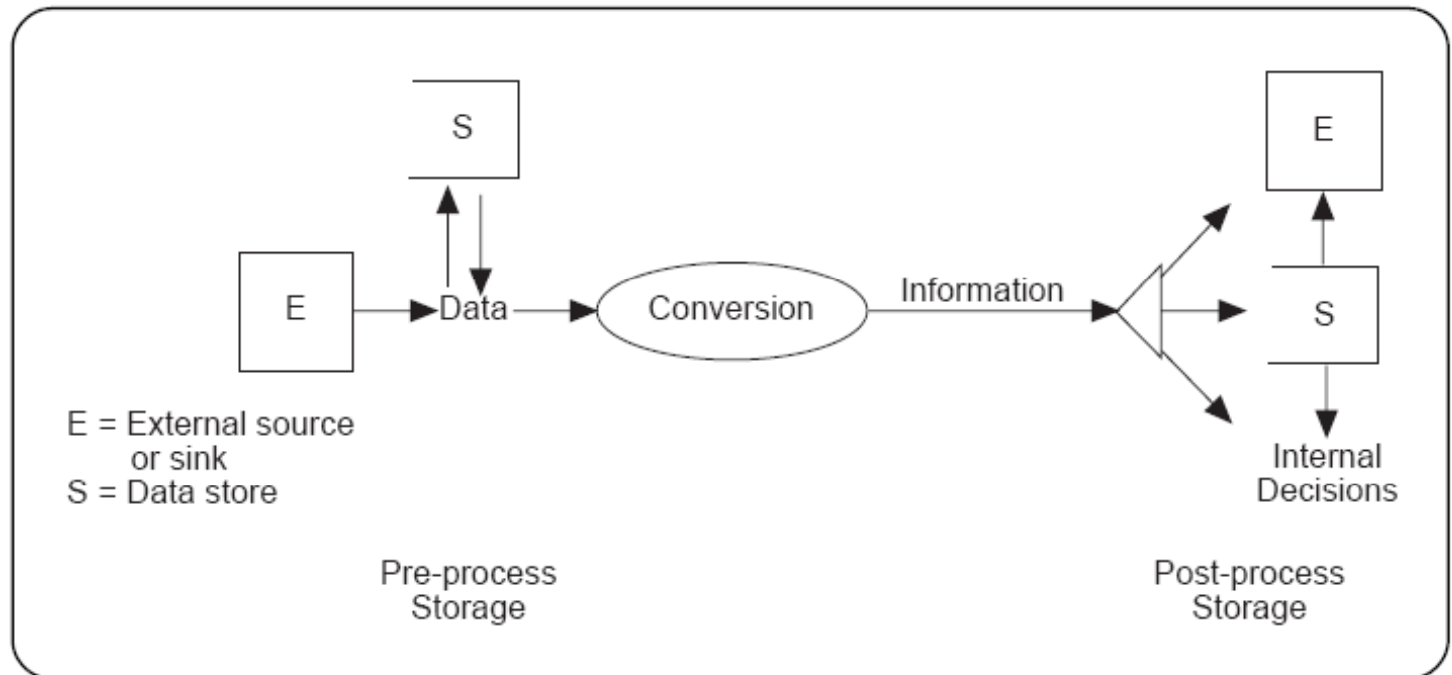 S
E
E
Data
Conversion
Information
S
E = External source
or sink
S = Data store
Internal
Decisions
Pre-process
Storage
Post-process
Storage